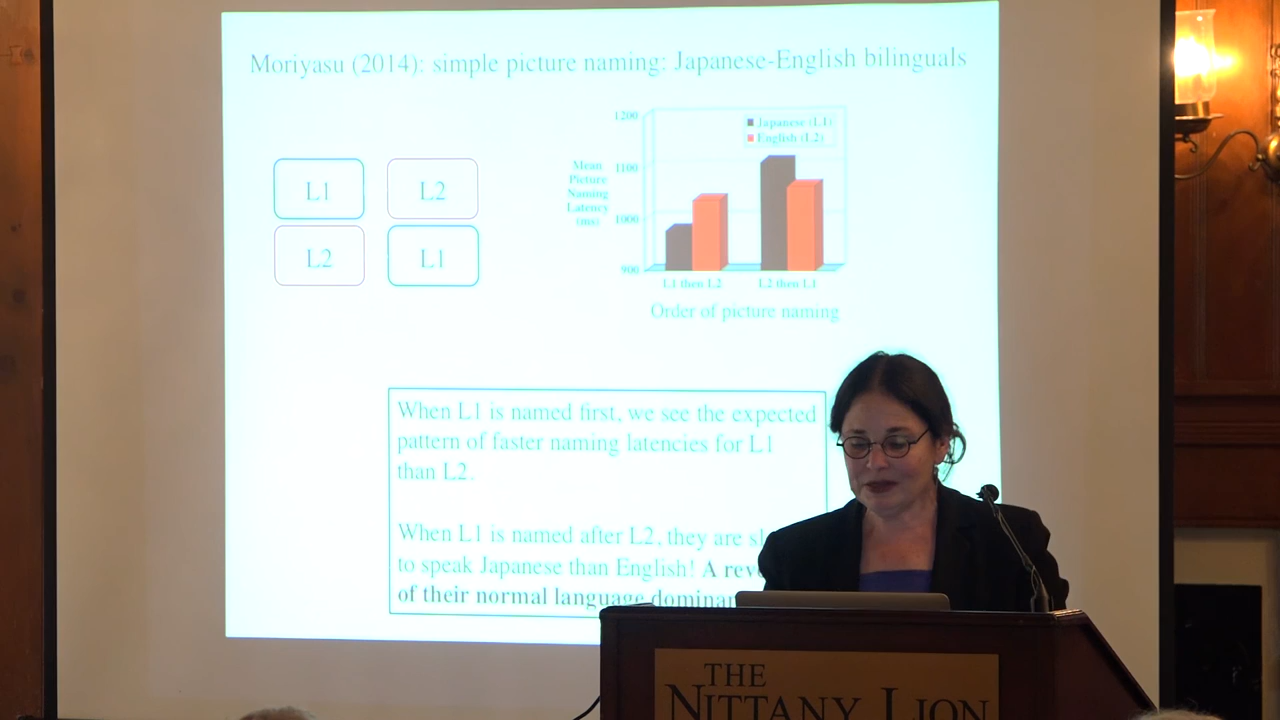 Moriyasu (2014): simple picture naming: Japanese-English bilinguals
L1 L2
L2 L1
Mean
Picture
Naming
Latency
(ms)
1200
1100
1000
900
Japanese (L1)
English (L2)
L1 then L2 L2 then L1
Order of picture naming
When L1 is named first, we see the expected
pattern of faster naming latencies for L1
than L2.
When L1 is named after L2, they are
to speak Japanese than English! A
of their normal language
THE
NITTANY LION